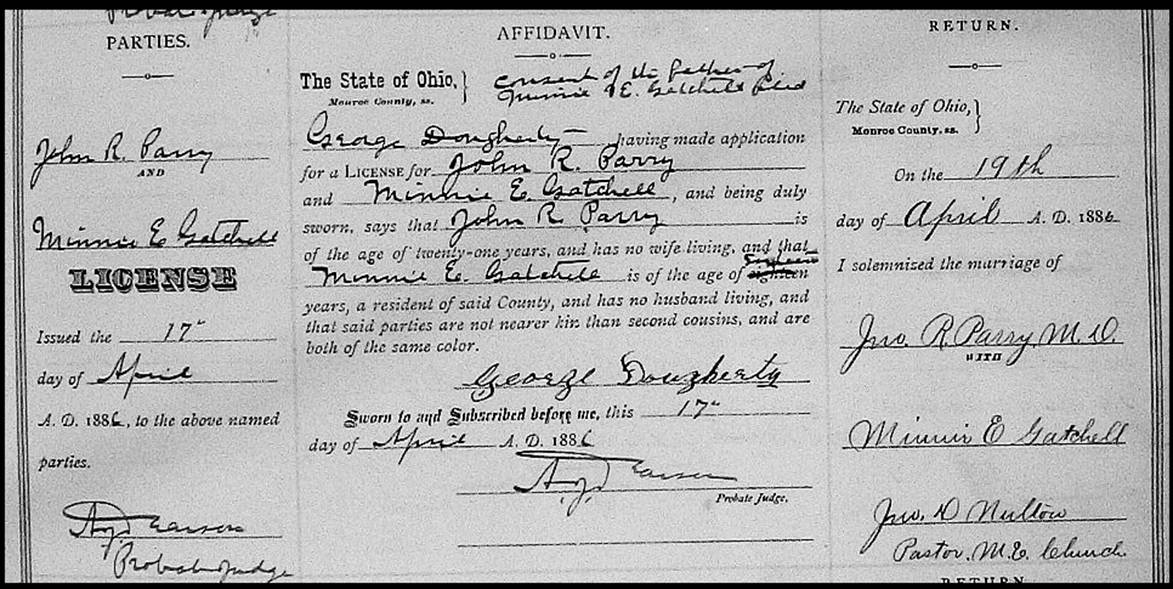 Probate Judge
PARTIES.
John R. Parry
AND
Minnie E Gatchell
LICENSE
Issued the 17"
day of April
A. D. 1886, to the above named
parties.
Probate Judge
AFFIDAVIT.
The State of Ohio,} consent of the father of
Monroe County, ss. Minnie E. Gatchell filed
George Dougherty having made application
for a LICENSE for John R. Parry
and Minnie E. Gatchell, and being duly
sworn, says that John R. Parry is
of the age of twenty-one years, and has no wife living, and that
Minnie E. Gatchell is of the age of eighteen
years, a resident of said County, and has no husband living, and
that said parties are not nearer kin than second cousins, and are
both of the same color.
George Dougherty
Sworn to and Subscribed before me, this 17"
day of April A. D. 1886
Probate Judge.
RETURN.
The State of Ohio,}
Monroe County, ss.
On the 19th
day of April A. D. 1886
I solemnized the marriage of
Jno. R. Parry, M. D.
WITH
Minnie E Gatchell
Jno. D
Pastor. M.E. Church.
RETURN